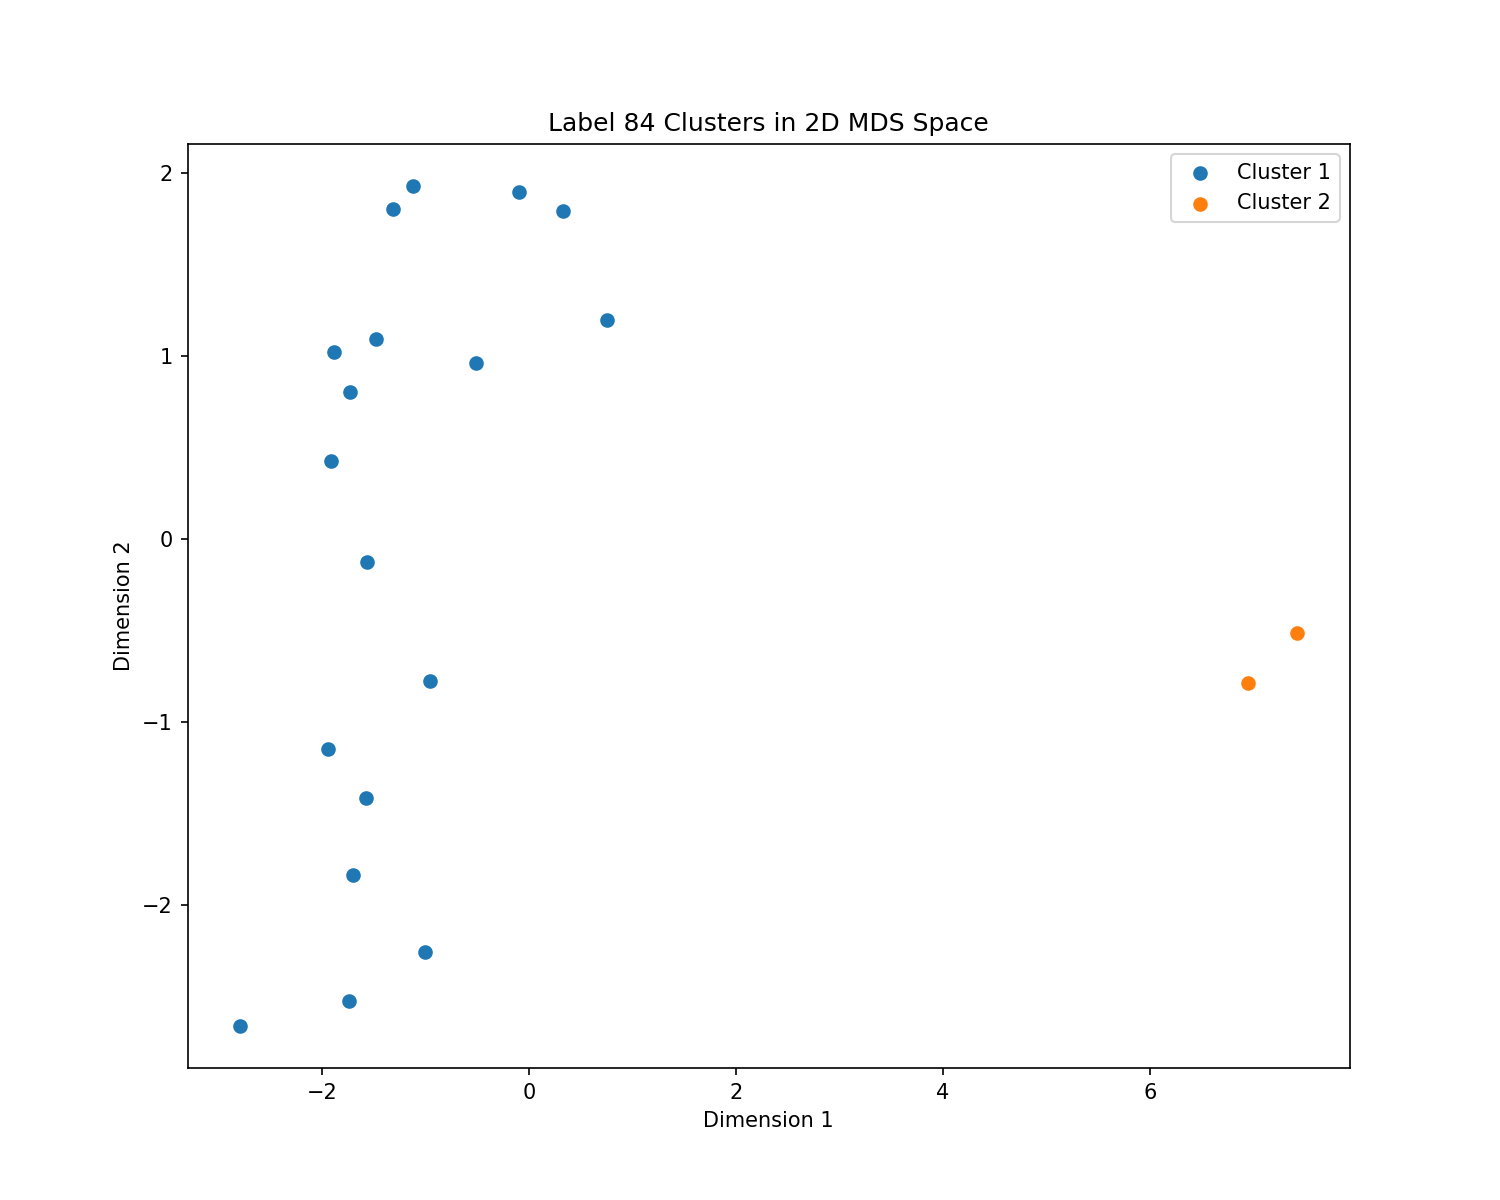 Label 84 Clusters in 2D MDS Space
Cluster 1
Cluster 2
2
1
0
−1
−2
Dimension 2
−2
0
2
4
6
Dimension 1